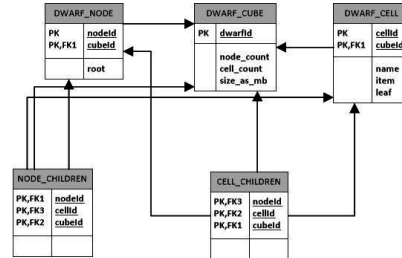 DWARF_NODE
PK nodeId
PK,FK1 cubeId
root
DWARF_CUBE
PK dwarfId
node_count
cell_count
size_as_mb
DWARF_CELL
PK cellId
PK,FK1 cubeId
name
item
leaf
NODE_CHILDREN
PK,FK1 nodeId
PK,FK3 cellId
PK,FK2 cubeId
CELL_CHILDREN
PK,FK3 nodeId
PK,FK2 cellId
PK,FK1 cubeId